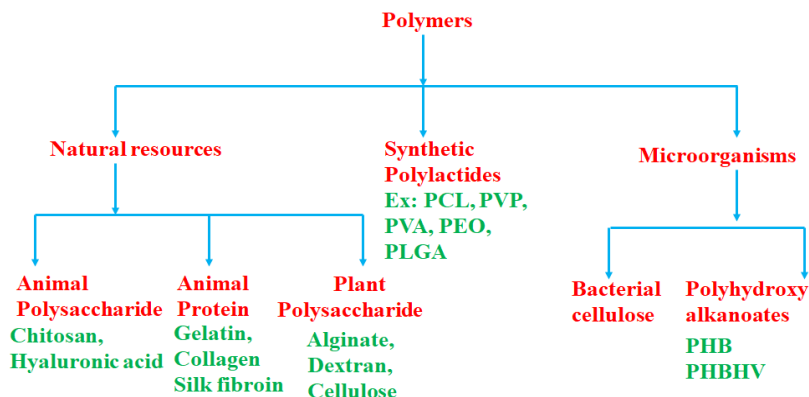 Polymers
Natural resources
Synthetic
Polylactides
Ex: PCL, PVP,
PVA, PEO,
PLGA
Microorganisms
Animal
Polysaccharide
Chitosan,
Hyaluronic acid
Animal
Protein
Gelatin,
Collagen
Silk fibroin
Plant
Polysaccharide
Alginate,
Dextran,
Cellulose
Bacterial
cellulose
Polyhydroxy
alkanoates
PHB
PHBHV